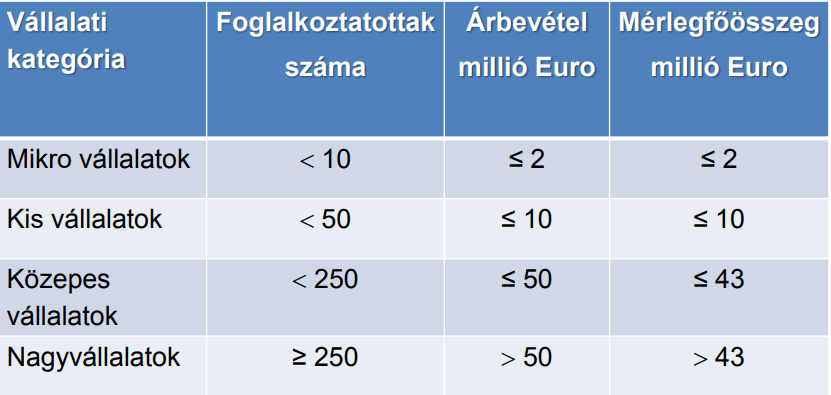 Vállalati kategória Foglalkoztatottak száma Árbevétel millió Euro Mérlegfőösszeg millió Euro
Mikro vállalatok < 10 ≤ 2 ≤ 2
Kis vállalatok < 50 ≤ 10 ≤ 10
Közepes vállalatok < 250 ≤ 50 ≤ 43
Nagyvállalatok ≥ 250 > 50 > 43